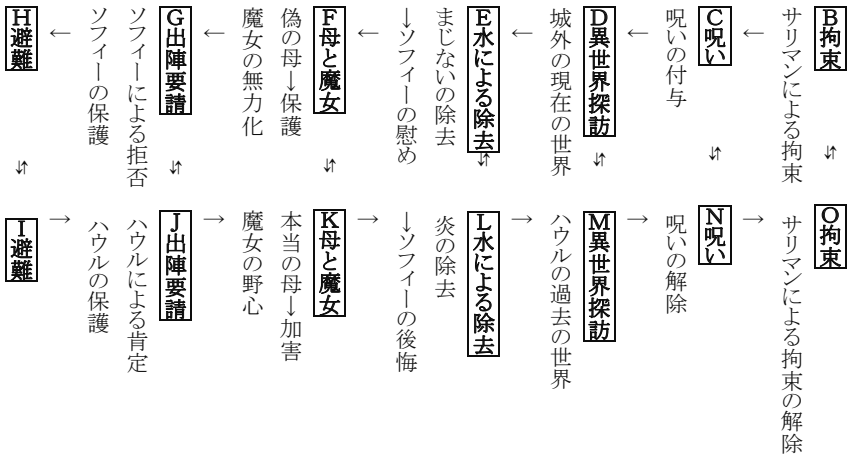 B拘束
サリマンによる拘束
←
C呪い
呪いの付与
←
D異世界探訪
城外の現在の世界
←
E水による除去
まじないの除去
→ソフィーの慰め
←
F母と魔女
偽の母→保護
魔女の無力化
←
G出陣要請
ソフィーによる拒否
ソフィーの保護
←
H避難
⇵
⇵
⇵
⇵
⇵
⇵
⇵
O拘束
サリマンによる拘束の解除
→
N呪い
呪いの解除
→
M異世界探訪
ハウルの過去の世界
→
L水による除去
炎の除去
→ソフィーの後悔
→
K母と魔女
本当の母→加害
魔女の野心
→
J出陣要請
ハウルによる肯定
ハウルの保護
→
I避難